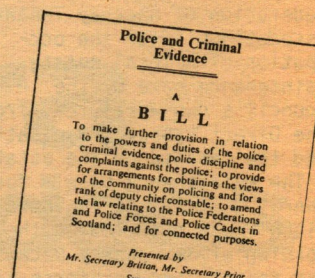 Police and Criminal
Evidence
A
BILL
To make further provision in relation
to the powers and duties of the police,
criminal evidence, police discipline and
complaints against the police; to provide
for arrangements for obtaining the views
of the community on policing and for a
rank of deputy chief constable; to amend
the law relating to the Police Federations
and Police Forces and Police Cadets in
Scotland; and for connected purposes.
Presented by
Mr. Secretary Brittan, Mr. Secretary Prior